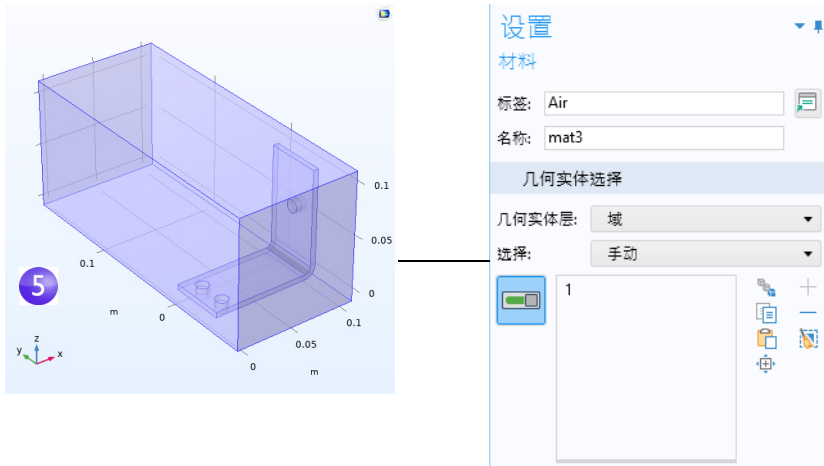 设置
材料
标签: Air
名称: mat3
几何实体选择
几何实体层: 域
选择: 手动
1
0.1
0.05
0
0.1
0.1
0.05
0
0
m
m
5
z
y
x